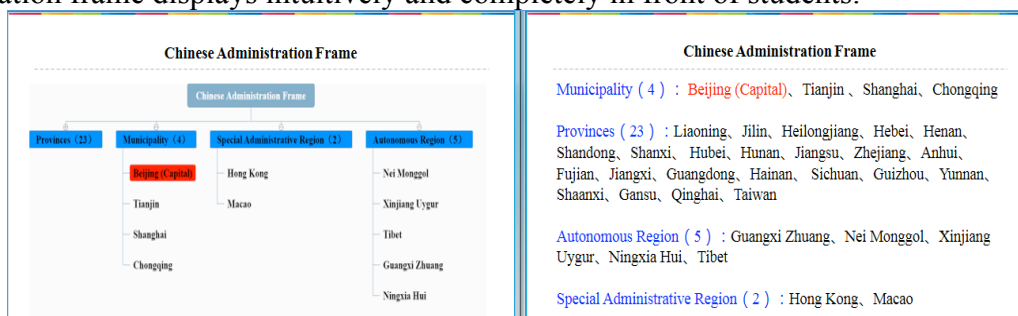 ation frame displays intuitively and completely in front of students.
Chinese Administration Frame
Chinese Administration Frame
Provinces（23）
Municipality（4）
Special Administrative Region（2）
Autonomous Region（5）
Beijing (Capital)
Tianjin
Shanghai
Chongqing
Hong Kong
Macao
Nei Monggol
Xinjiang Uygur
Tibet
Guangxi Zhuang
Ningxia Hui
Chinese Administration Frame
Municipality（4）：Beijing (Capital)、Tianjin 、Shanghai、Chongqing
Provinces（23）：Liaoning、Jilin、Heilongjiang、Hebei、Henan、
Shandong、Shanxi、 Hubei、Hunan、Jiangsu、Zhejiang、Anhui、
Fujian、Jiangxi、Guangdong、Hainan、 Sichuan、Guizhou、Yunnan、
Shaanxi、Gansu、Qinghai、Taiwan
Autonomous Region（5）：Guangxi Zhuang、Nei Monggol、Xinjiang
Uygur、Ningxia Hui、Tibet
Special Administrative Region（2）：Hong Kong、Macao